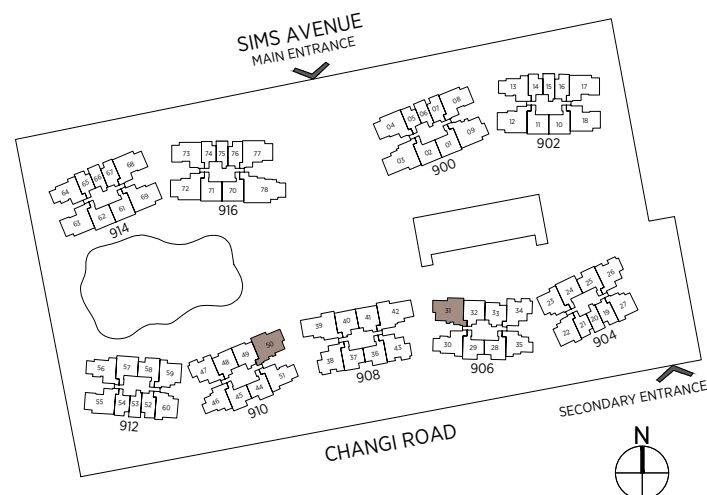 SIMS AVENUE
MAIN ENTRANCE
13 14 15 16 17
12 11 10 18
902
04 05 06 07 08
03 02 01 09
900
73 74 75 76 77
72 71 70 78
916
64 65 66 67 68
63 62 61 69
914
23 24 25 26
22 21 20 19 27
904
31 32 33 34
30 29 28 35
906
39 40 41 42
38 37 36 43
908
47 48 49 50
46 45 44 51
910
56 57 58 59
55 54 53 52 60
912
SECONDARY ENTRANCE
CHANGI ROAD
N